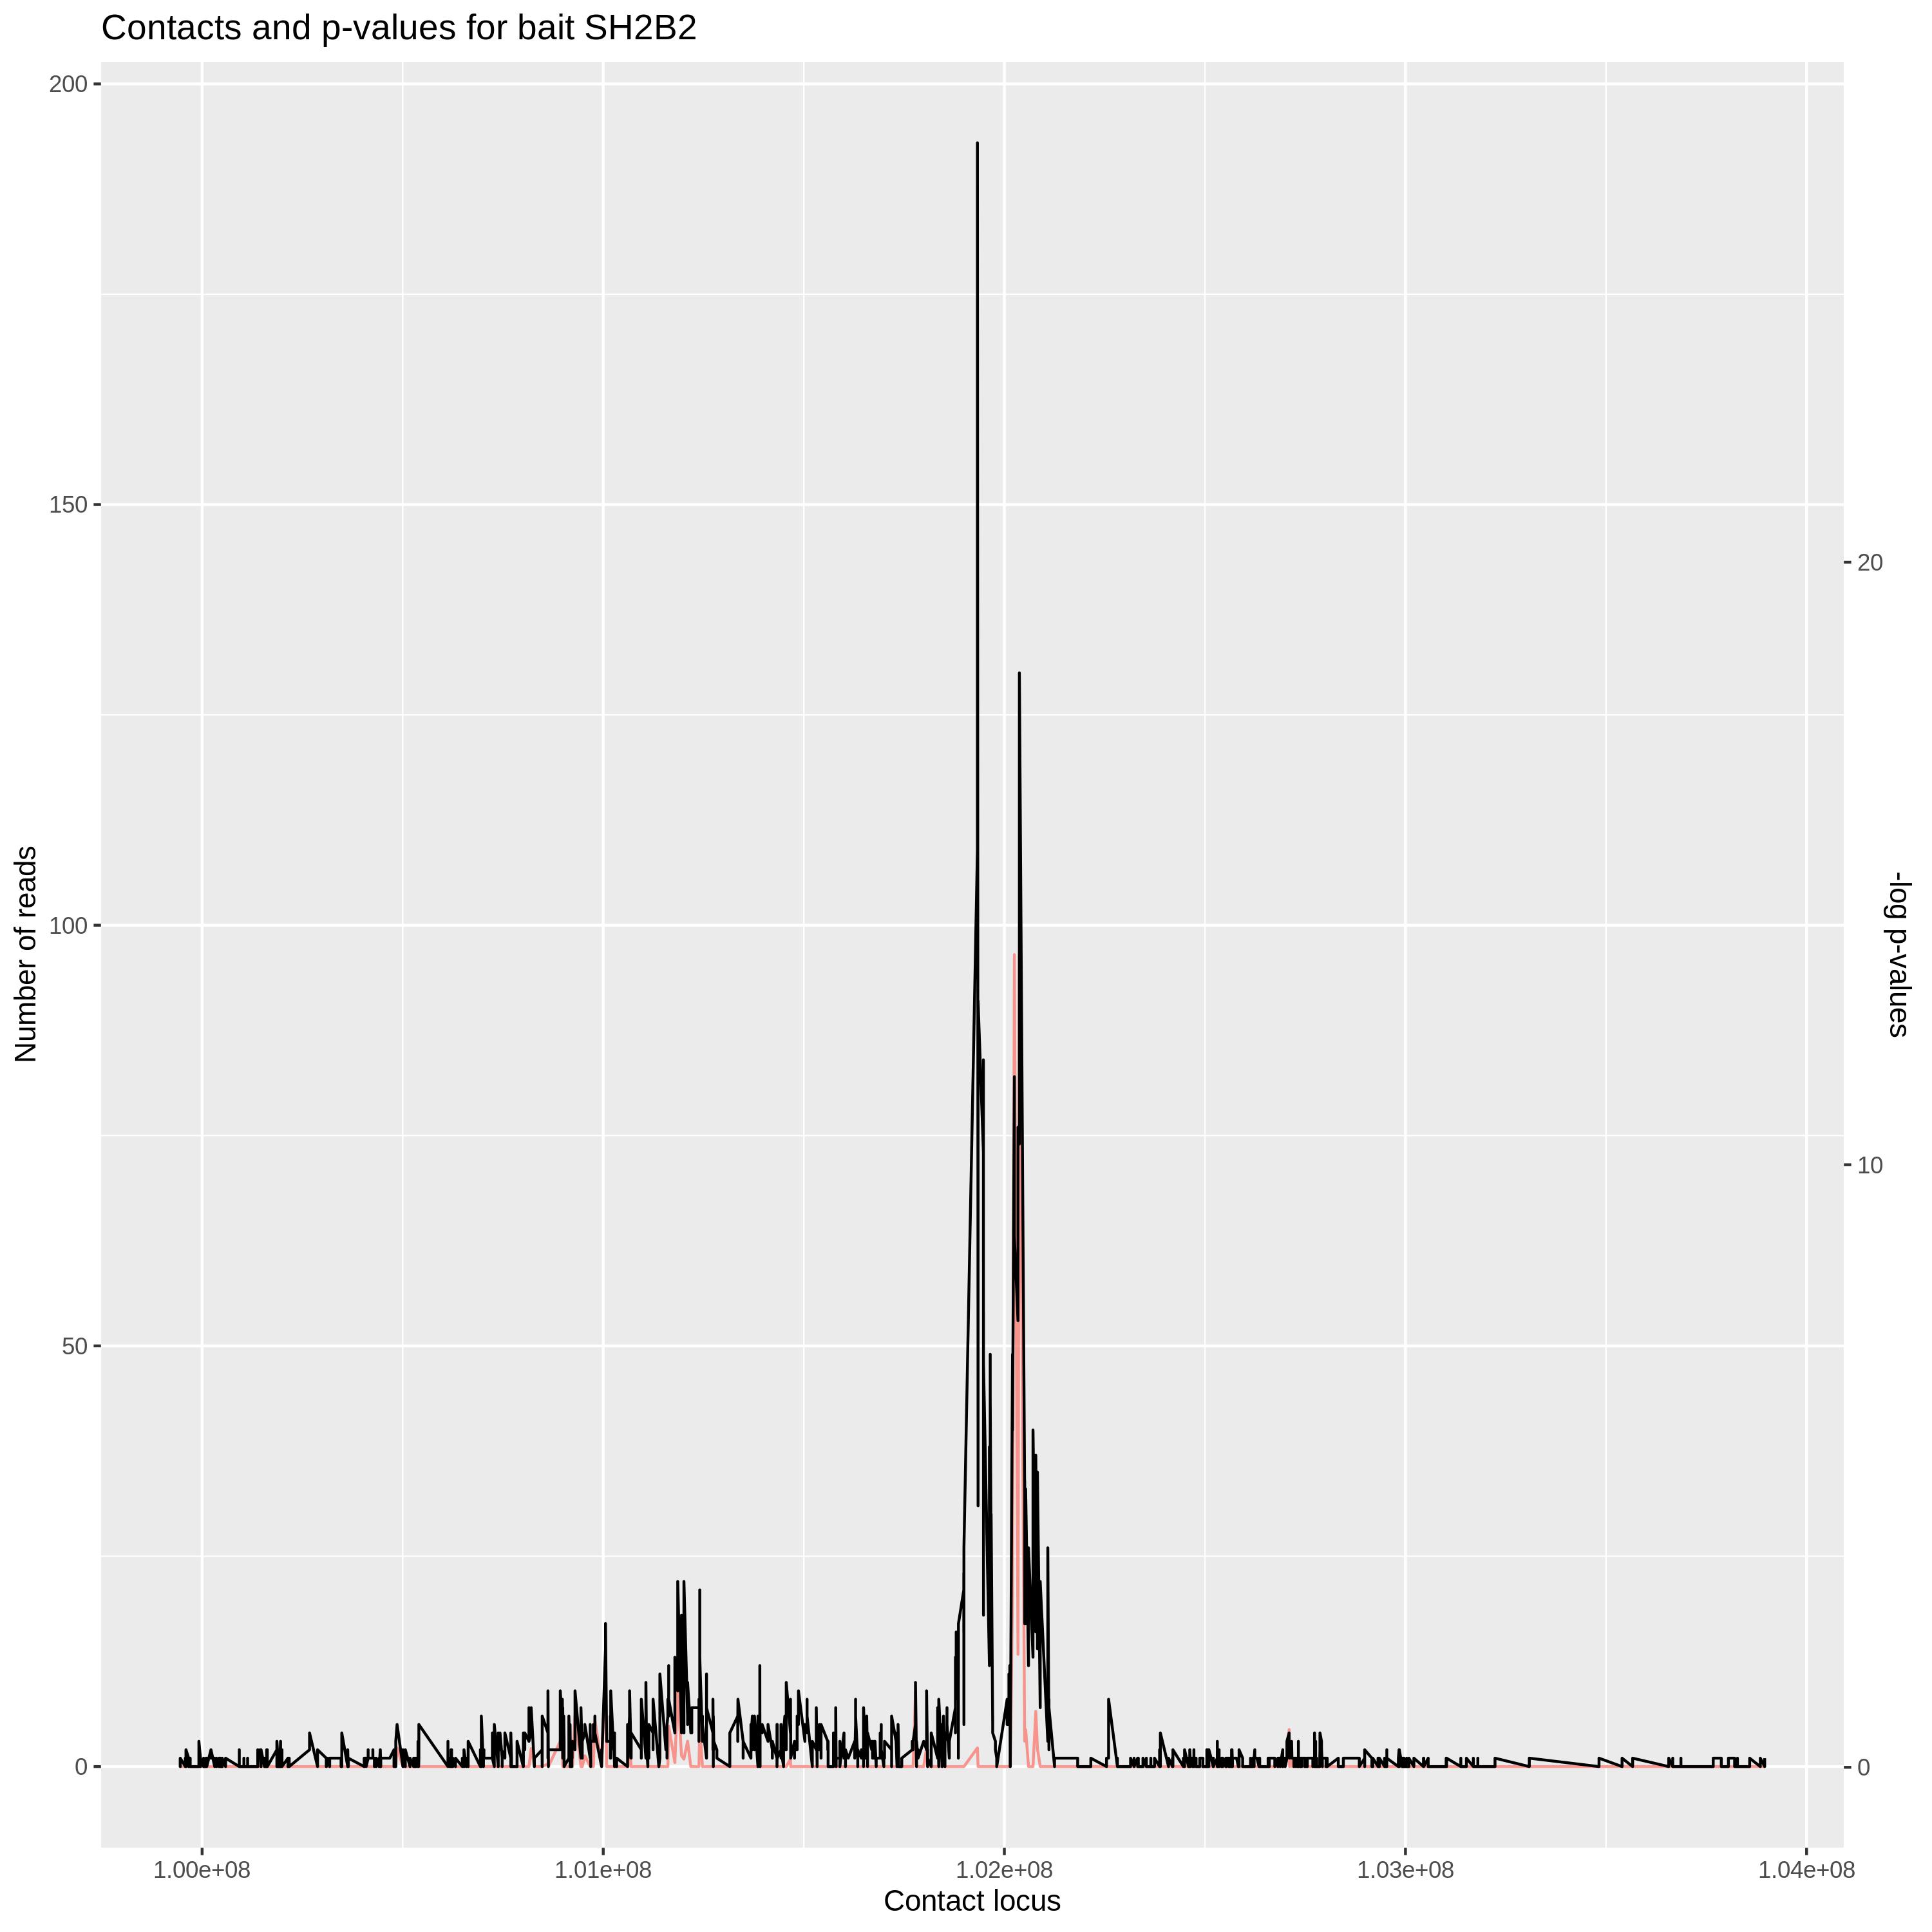 Contacts and p-values for bait SH2B2
200
150
100
50
0
Number of reads
20
10
0
-log p-values
1.00e+08
1.01e+08
1.02e+08
1.03e+08
1.04e+08
Contact locus